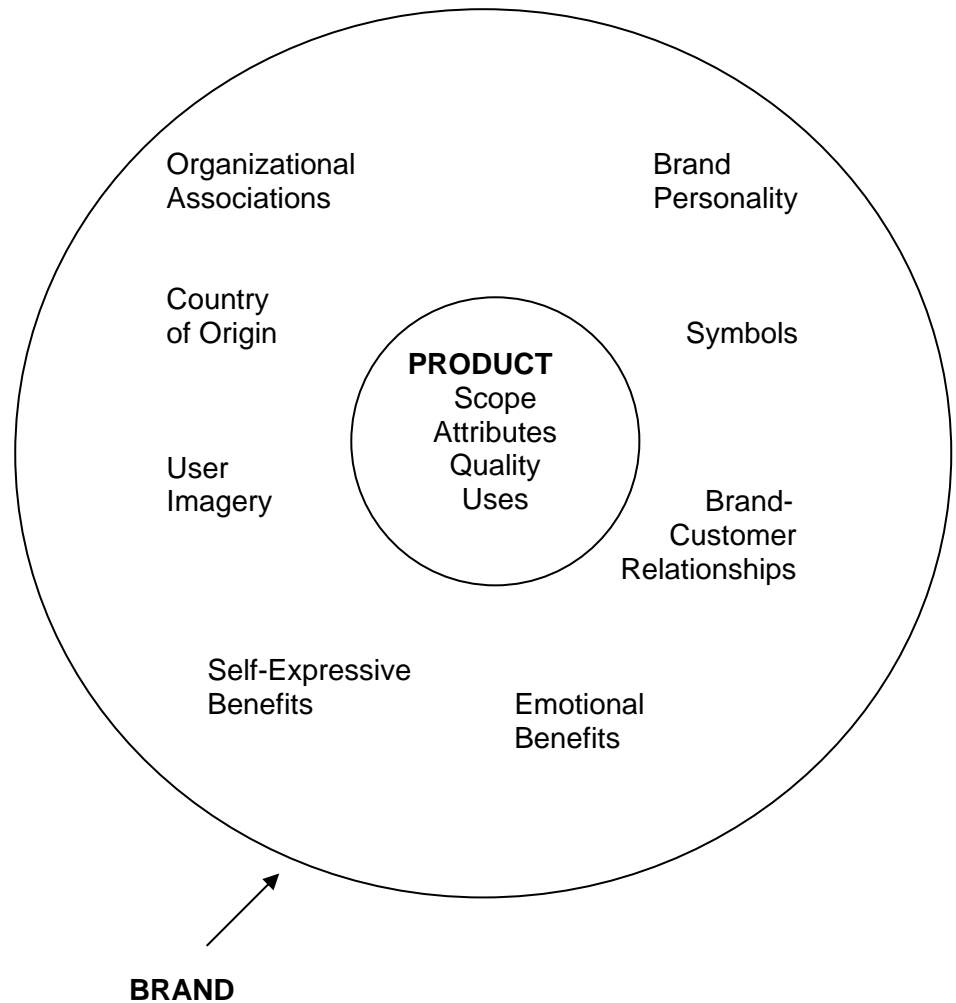 Organizational
Associations
Brand
Personality
Country
of Origin
Symbols
PRODUCT
Scope
Attributes
Quality
Uses
User
Imagery
Brand-
Customer
Relationships
Self-Expressive
Benefits
Emotional
Benefits
BRAND